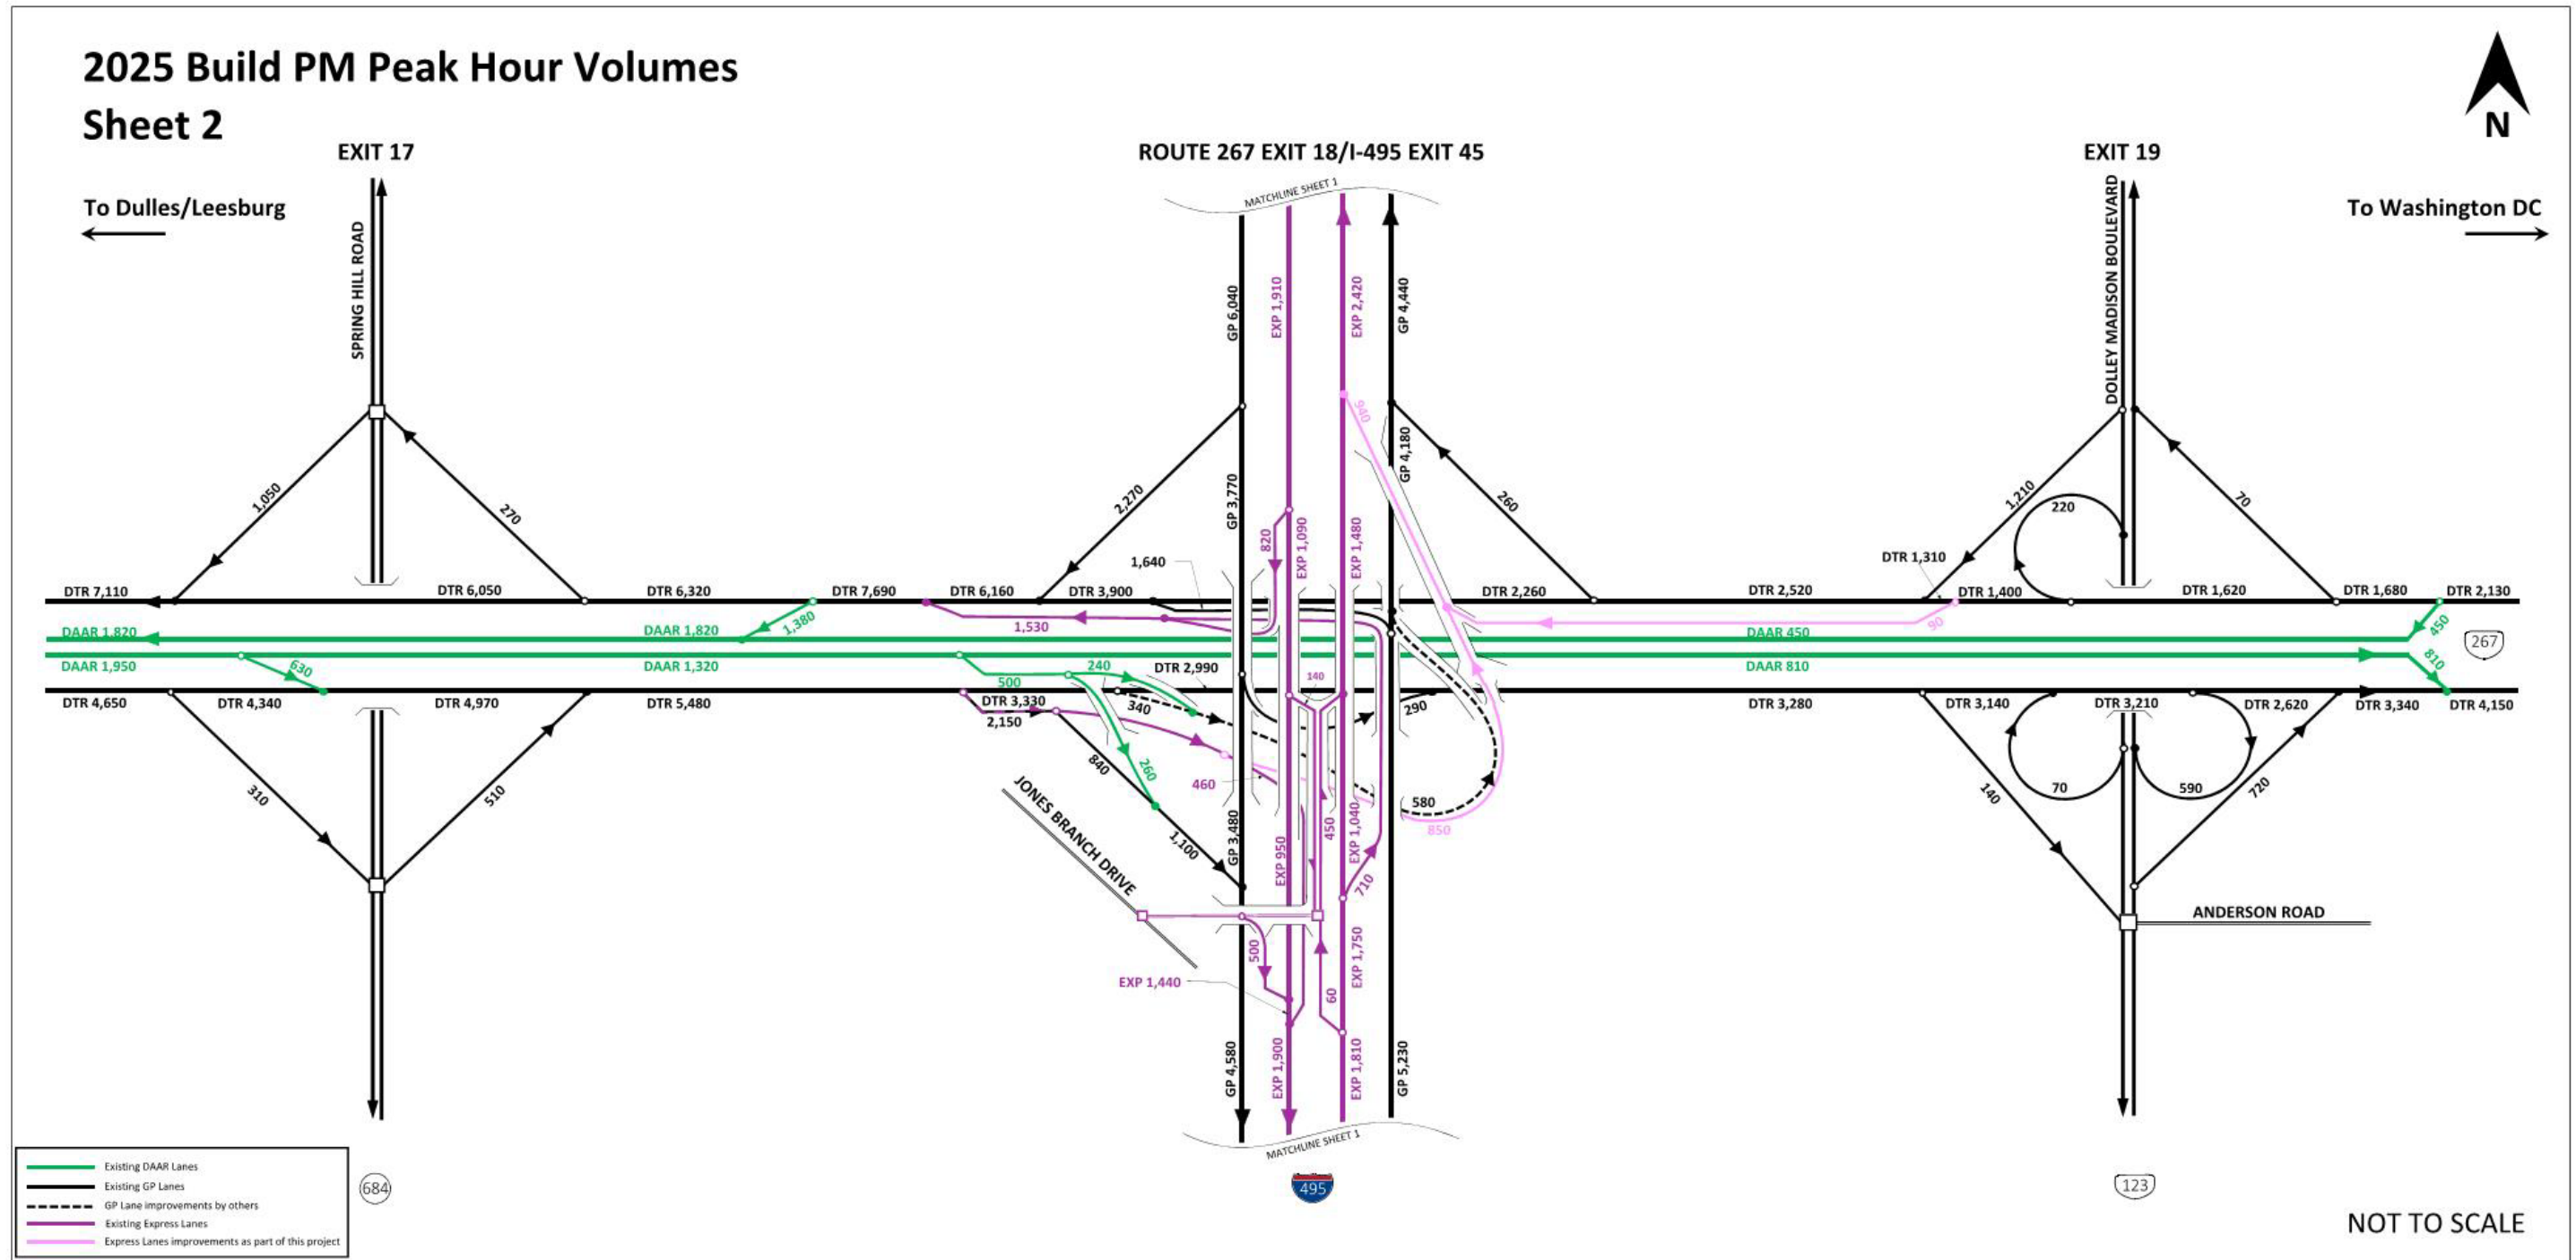 2025 Build PM Peak Hour Volumes
Sheet 2
N
EXIT 17
ROUTE 267 EXIT 18/I-495 EXIT 45
EXIT 19
To Dulles/Leesburg
To Washington DC
MATCHLINE SHEET 1
SPRING HILL ROAD
DOLLEY MADISON BOULEVARD
GP 6,040
EXP 1,910
EXP 2,420
GP 4,440
940
GP 4,180
1,050
270
2,270
GP 3,770
820
EXP 1,090
EXP 1,480
260
1,210
220
70
1,640
DTR 1,310
DTR 7,110
DTR 6,050
DTR 6,320
DTR 7,690
DTR 6,160
DTR 3,900
DTR 2,260
DTR 2,520
DTR 1,400
DTR 1,620
DTR 1,680
DTR 2,130
DAAR 1,820
DAAR 1,820
1,380
1,530
DAAR 450
90
450
267
DAAR 1,950
630
DAAR 1,320
500
240
DTR 2,990
140
DAAR 810
810
DTR 4,650
DTR 4,340
DTR 4,970
DTR 5,480
DTR 3,330
2,150
340
290
DTR 3,280
DTR 3,140
DTR 3,210
DTR 2,620
DTR 3,340
DTR 4,150
310
510
840
260
460
580
850
140
70
590
720
JONES BRANCH DRIVE
1,100
GP 3,480
EXP 950
450
EXP 1,040
710
ANDERSON ROAD
500
EXP 1,440
60
EXP 1,750
GP 4,580
EXP 1,900
EXP 1,810
GP 5,230
MATCHLINE SHEET 1
Existing DAAR Lanes
Existing GP Lanes
GP Lane improvements by others
Existing Express Lanes
Express Lanes improvements as part of this project
684
495
123
NOT TO SCALE